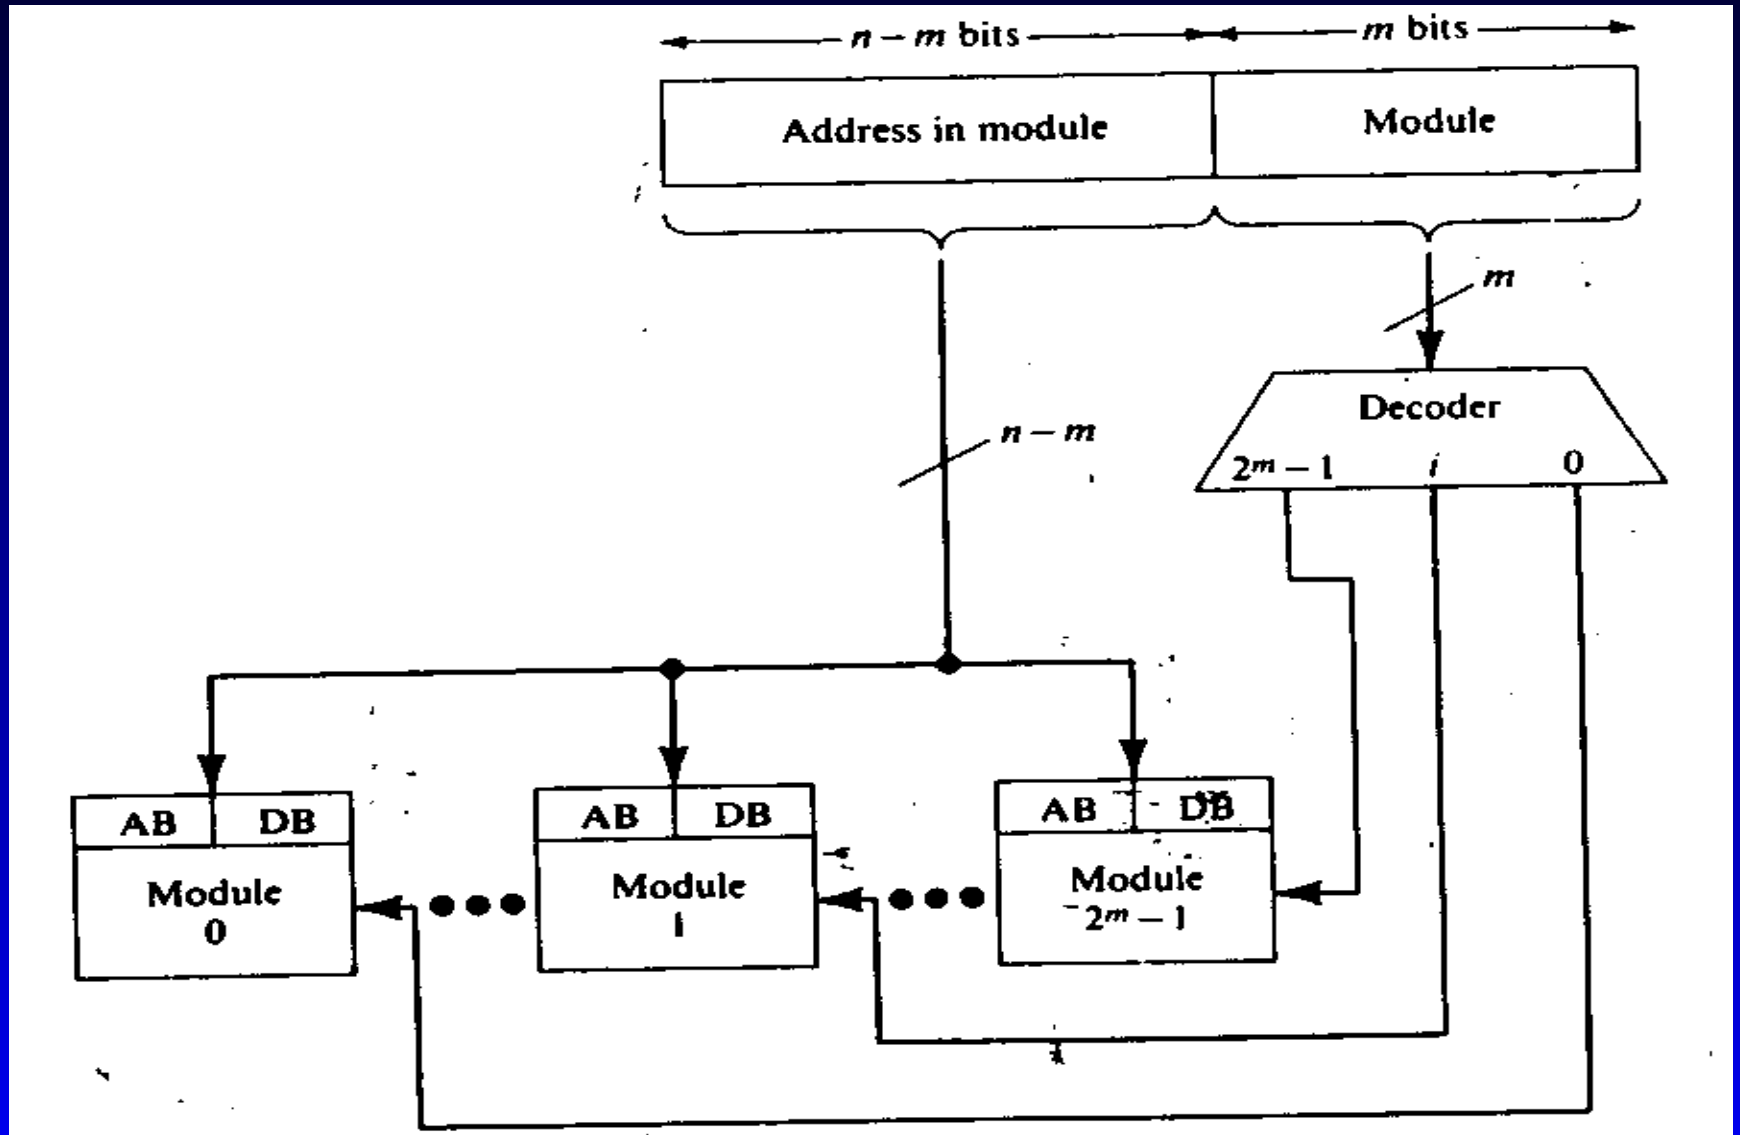 n – m bits
m bits
Address in module
Module
m
Decoder
n – m
2ᵐ – 1
i
0
AB
DB
AB
DB
AB
DB
Module
0
Module
i
Module
2ᵐ – 1